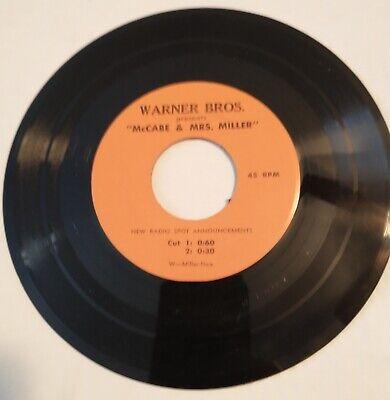 WARNER BROS.
presents
"McCABE & MRS. MILLER"
45 RPM
NEW RADIO SPOT ANNOUNCEMENTS
Cut 1: 0:60
2: 0:30